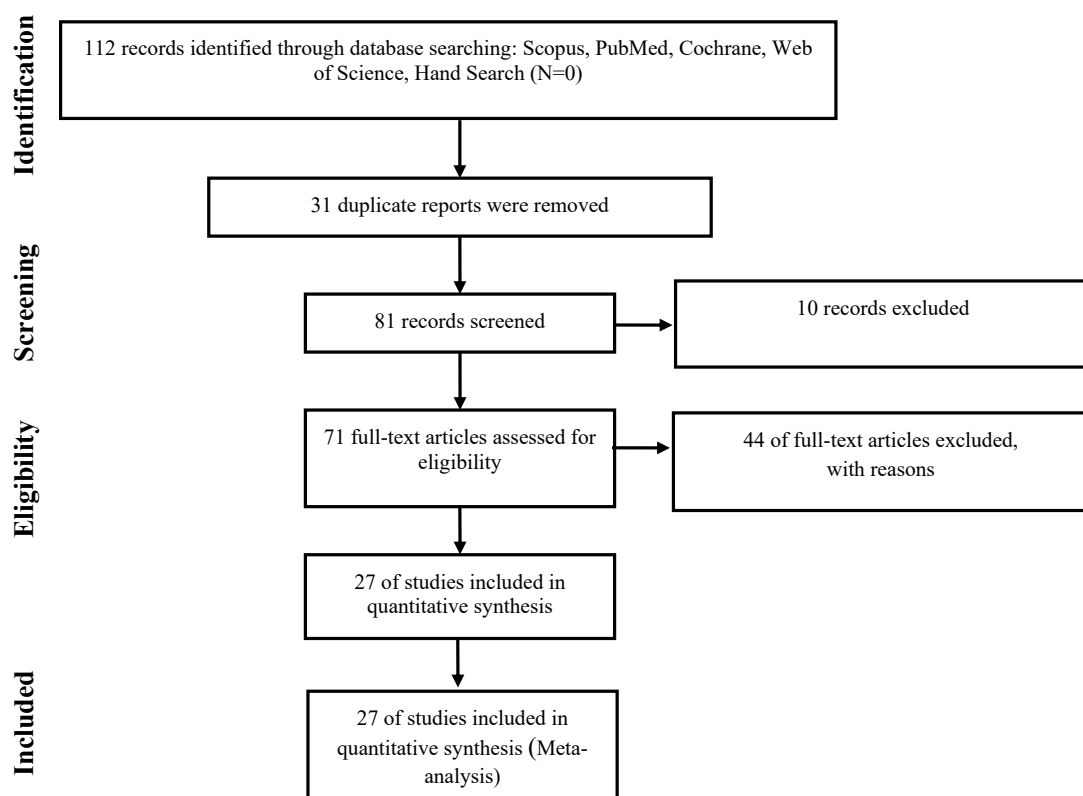 Identification
112 records identified through database searching: Scopus, PubMed, Cochrane, Web
of Science, Hand Search (N=0)
31 duplicate reports were removed
Screening
81 records screened
10 records excluded
Eligibility
71 full-text articles assessed for
eligibility
44 of full-text articles excluded,
with reasons
27 of studies included in
quantitative synthesis
Included
27 of studies included in
quantitative synthesis (Meta-
analysis)